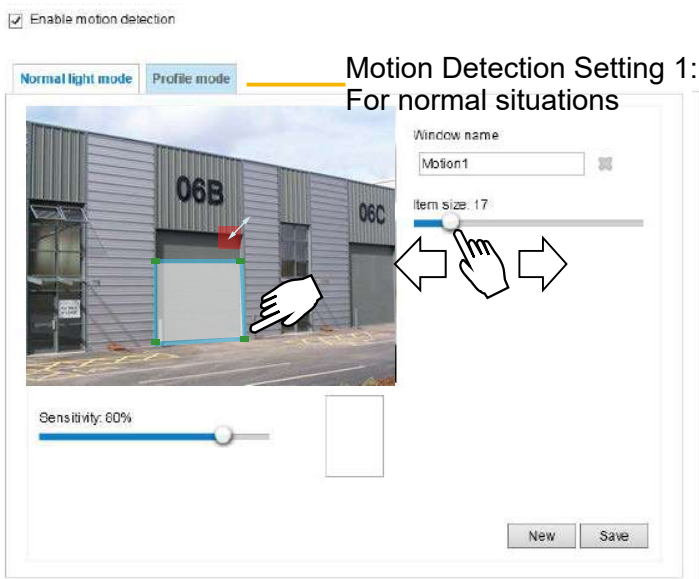 Enable motion detection
Normal light mode
Profile mode
Motion Detection Setting 1:
For normal situations
Window name
Motion1
Item size: 17
06B
06C
Sensitivity: 80%
New
Save